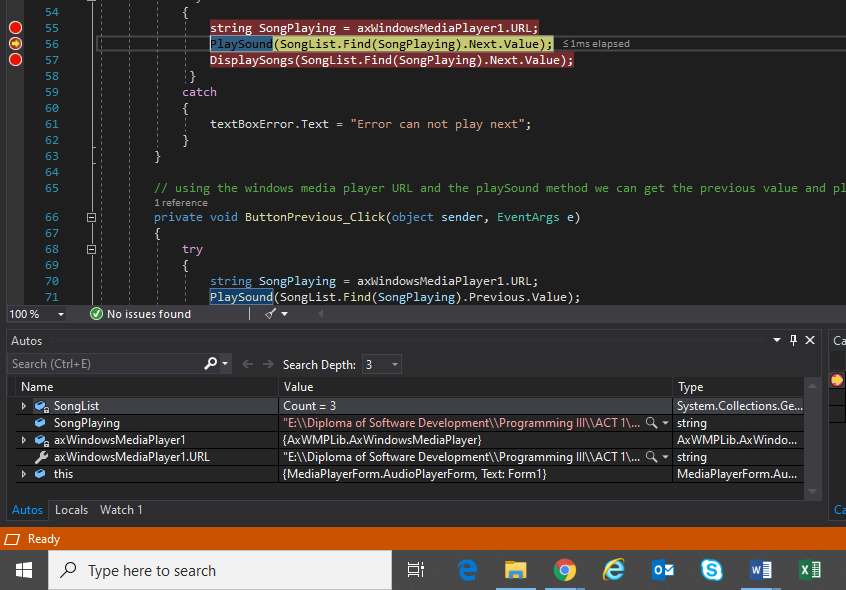 54 {
55 string SongPlaying = axWindowsMediaPlayer1.URL;
56 PlaySound(SongList.Find(SongPlaying).Next.Value); ≤1ms elapsed
57 DisplaySongs(SongList.Find(SongPlaying).Next.Value);
58 }
59 catch
60 {
61 textBoxError.Text = "Error can not play next";
62 }
63 }
64
65 // using the windows media player URL and the playSound method we can get the previous value and pl
1 reference
66 private void ButtonPrevious_Click(object sender, EventArgs e)
67 {
68 try
69 {
70 string SongPlaying = axWindowsMediaPlayer1.URL;
71 PlaySound(SongList.Find(SongPlaying).Previous.Value);
100 % No issues found
Autos Ca
Search (Ctrl+E) Search Depth: 3
Name Value Type
SongList Count = 3 System.Collections.Ge...
SongPlaying "E:\\Diploma of Software Development\\Programming III\\ACT 1\... string
axWindowsMediaPlayer1 {AxWMPLib.AxWindowsMediaPlayer} AxWMPLib.AxWindo...
axWindowsMediaPlayer1.URL "E:\\Diploma of Software Development\\Programming III\\ACT 1\... string
this {MediaPlayerForm.AudioPlayerForm, Text: Form1} MediaPlayerForm.Au...
Autos Locals Watch 1 Ca
Ready
Type here to search